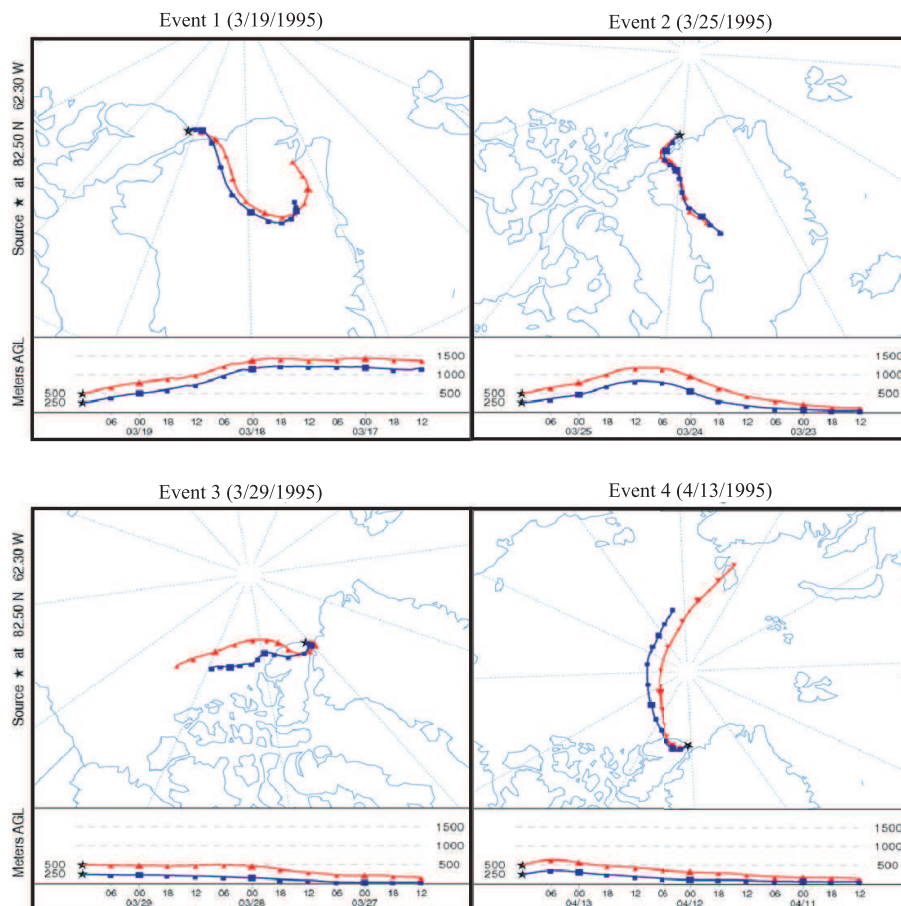 Event 1 (3/19/1995)
Event 2 (3/25/1995)
Source ★ at 82.50 N 62.30 W
90
Meters AGL
1500
1000
500
500
250
06 00 18 12 06 00 18 12 06 00 18 12
03/19 03/18 03/17
1500
1000
500
500
250
06 00 18 12 06 00 18 12 06 00 18 12
03/25 03/24 03/23
Event 3 (3/29/1995)
Event 4 (4/13/1995)
Source ★ at 82.50 N 62.30 W
Meters AGL
1500
1000
500
500
250
06 00 18 12 06 00 18 12 06 00 18 12
03/29 03/28 03/27
1500
1000
500
500
250
06 00 18 12 06 00 18 12 06 00 18 12
04/13 04/12 04/11